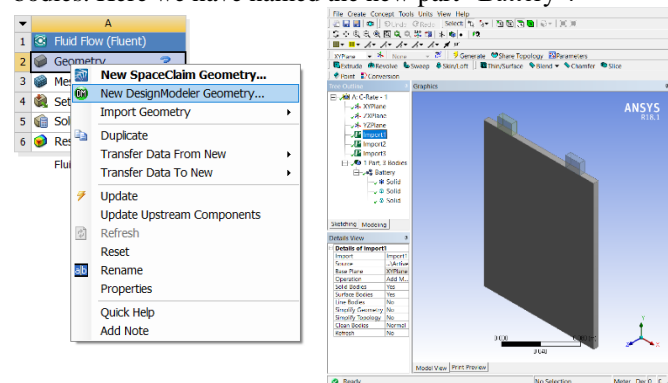 bodies. Here we have named the new part "Battery".
A
1 Fluid Flow (Fluent)
2 Geometry
3 Mes
4 Set
5 Sol
6 Res
Flui
New SpaceClaim Geometry...
New DesignModeler Geometry...
Import Geometry
Duplicate
Transfer Data From New
Transfer Data To New
Update
Update Upstream Components
Refresh
Reset
Rename
Properties
Quick Help
Add Note
File Create Concept Tools Units View Help
Undo Redo Select
XYPlane None Generate Share Topology Parameters
Extrude Revolve Sweep Skin/Loft Thin/Surface Blend Chamfer Slice
Point Conversion
Tree Outline
Graphics
A: C-Rate - 1
XYPlane
ZXPlane
YZPlane
Import1
Import2
Import3
1 Part, 3 Bodies
Battery
Solid
Solid
Solid
Sketching Modeling
Details View
Details of Import1
Import Import1
Source
Base Plane XYPlane
Operation Add M...
Solid Bodies Yes
Surface Bodies Yes
Line Bodies No
Simplify Geometry No
Simplify Topology No
Clean Bodies Normal
Refresh No
ANSYS
R18.1
Y
X
Model View Print Preview
Ready
No Selection
Meter